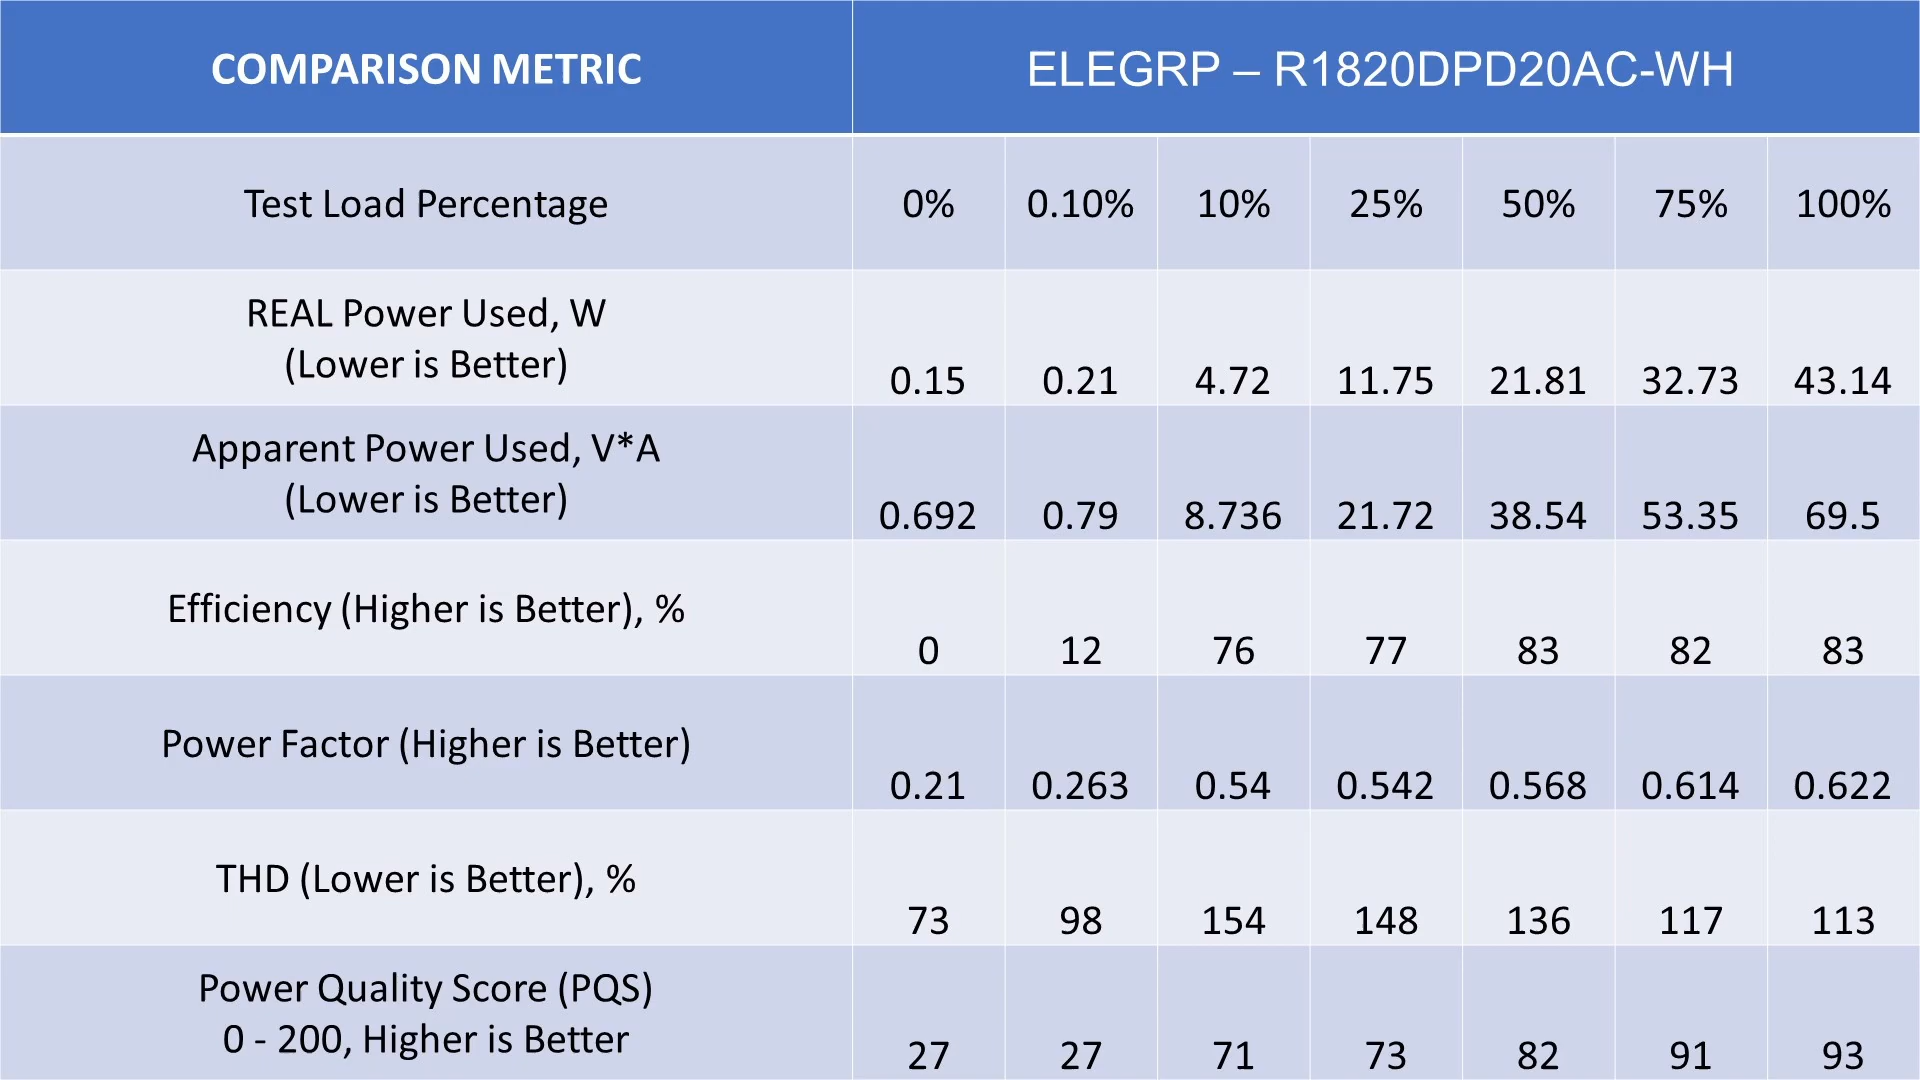 COMPARISON METRIC ELEGRP – R1820DPD20AC-WH
Test Load Percentage 0% 0.10% 10% 25% 50% 75% 100%
REAL Power Used, W
(Lower is Better) 0.15 0.21 4.72 11.75 21.81 32.73 43.14
Apparent Power Used, V*A
(Lower is Better) 0.692 0.79 8.736 21.72 38.54 53.35 69.5
Efficiency (Higher is Better), % 0 12 76 77 83 82 83
Power Factor (Higher is Better) 0.21 0.263 0.54 0.542 0.568 0.614 0.622
THD (Lower is Better), % 73 98 154 148 136 117 113
Power Quality Score (PQS)
0 - 200, Higher is Better 27 27 71 73 82 91 93